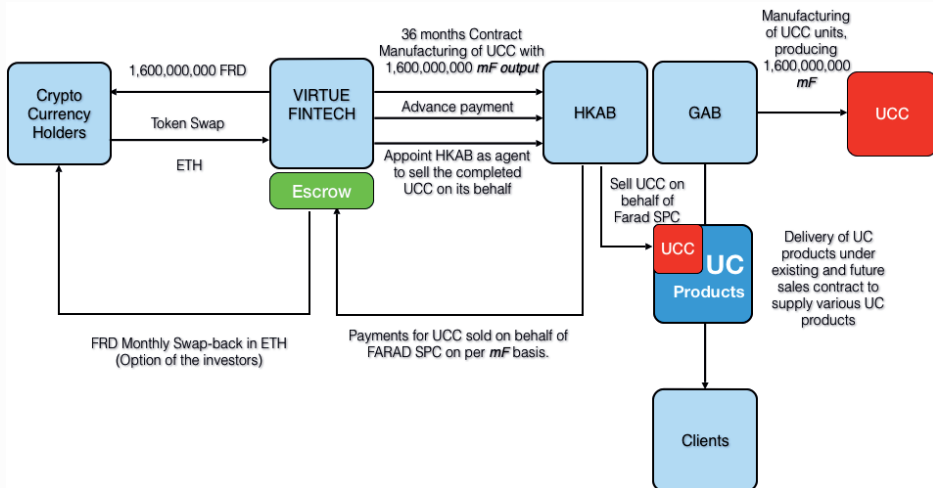 1,600,000,000 FRD
Token Swap
ETH
Crypto
Currency
Holders
VIRTUE
FINTECH
Escrow
36 months Contract
Manufacturing of UCC with
1,600,000,000 mF output
Advance payment
Appoint HKAB as agent
to sell the completed
UCC on its behalf
HKAB
GAB
Manufacturing
of UCC units,
producing
1,600,000,000
mF
UCC
Sell UCC on
behalf of
Farad SPC
UCC
UC
Products
Delivery of UC
products under
existing and future
sales contract to
supply various UC
products
FRD Monthly Swap-back in ETH
(Option of the investors)
Payments for UCC sold on behalf of
FARAD SPC on per mF basis.
Clients